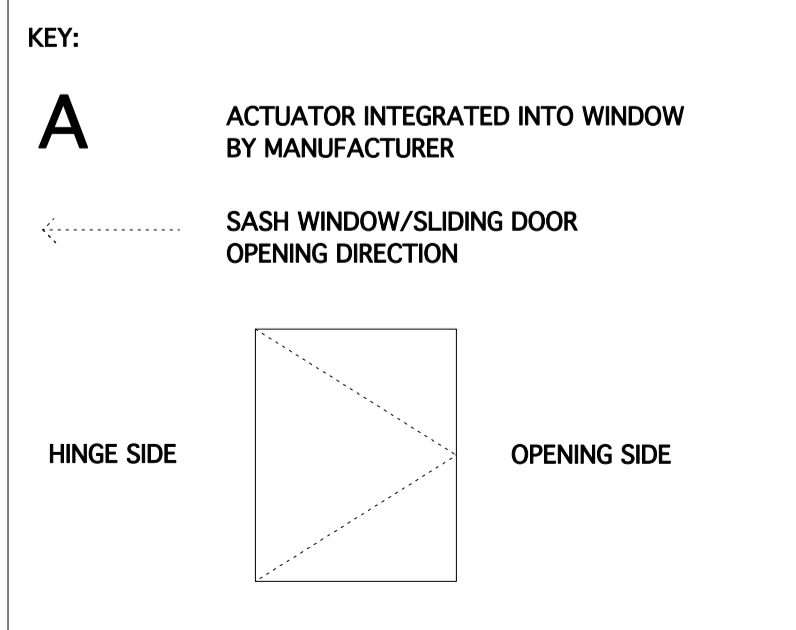 KEY:
A
ACTUATOR INTEGRATED INTO WINDOW
BY MANUFACTURER
SASH WINDOW/SLIDING DOOR
OPENING DIRECTION
HINGE SIDE
OPENING SIDE